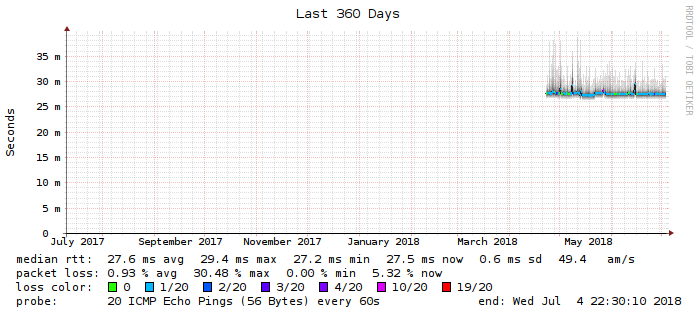 Last 360 Days
RRDTOOL / TOBI OETIKER
Seconds
35 m
30 m
25 m
20 m
15 m
10 m
5 m
0
July 2017 September 2017 November 2017 January 2018 March 2018 May 2018
median rtt: 27.6 ms avg 29.4 ms max 27.2 ms min 27.5 ms now 0.6 ms sd 49.4 am/s
packet loss: 0.93 % avg 30.48 % max 0.00 % min 5.32 % now
loss color: 0 1/20 2/20 3/20 4/20 10/20 19/20
probe: 20 ICMP Echo Pings (56 Bytes) every 60s end: Wed Jul 4 22:30:10 2018